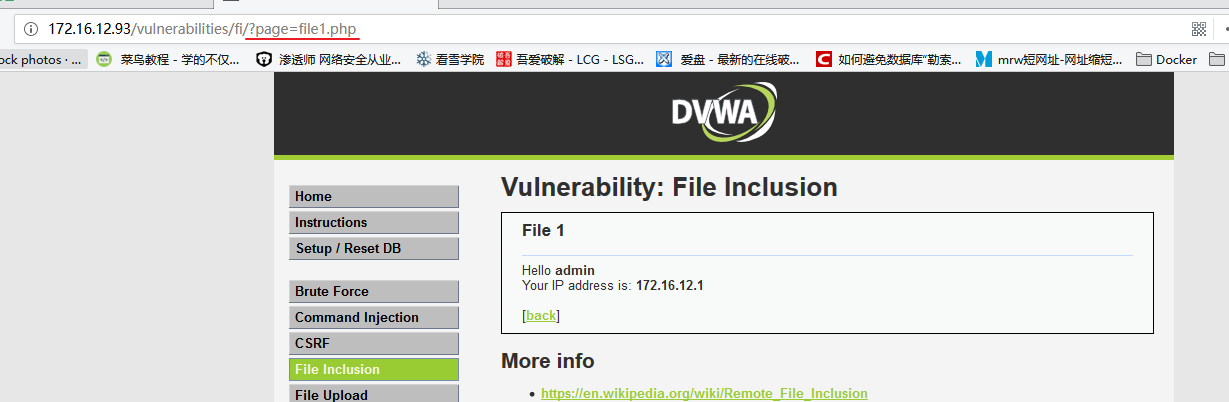 172.16.12.93/vulnerabilities/fi/?page=file1.php
ock photos · ... 菜鸟教程 - 学的不仅... 渗透师 网络安全从业... 看雪学院 吾爱破解 - LCG - LSG... 爱盘 - 最新的在线破... 如何避免数据库“勒索... mrw短网址-网址缩短... Docker
DVWA
Vulnerability: File Inclusion
Home
Instructions
Setup / Reset DB
Brute Force
Command Injection
CSRF
File Inclusion
File Upload
File 1
Hello admin
Your IP address is: 172.16.12.1
[back]
More info
• https://en.wikipedia.org/wiki/Remote_File_Inclusion